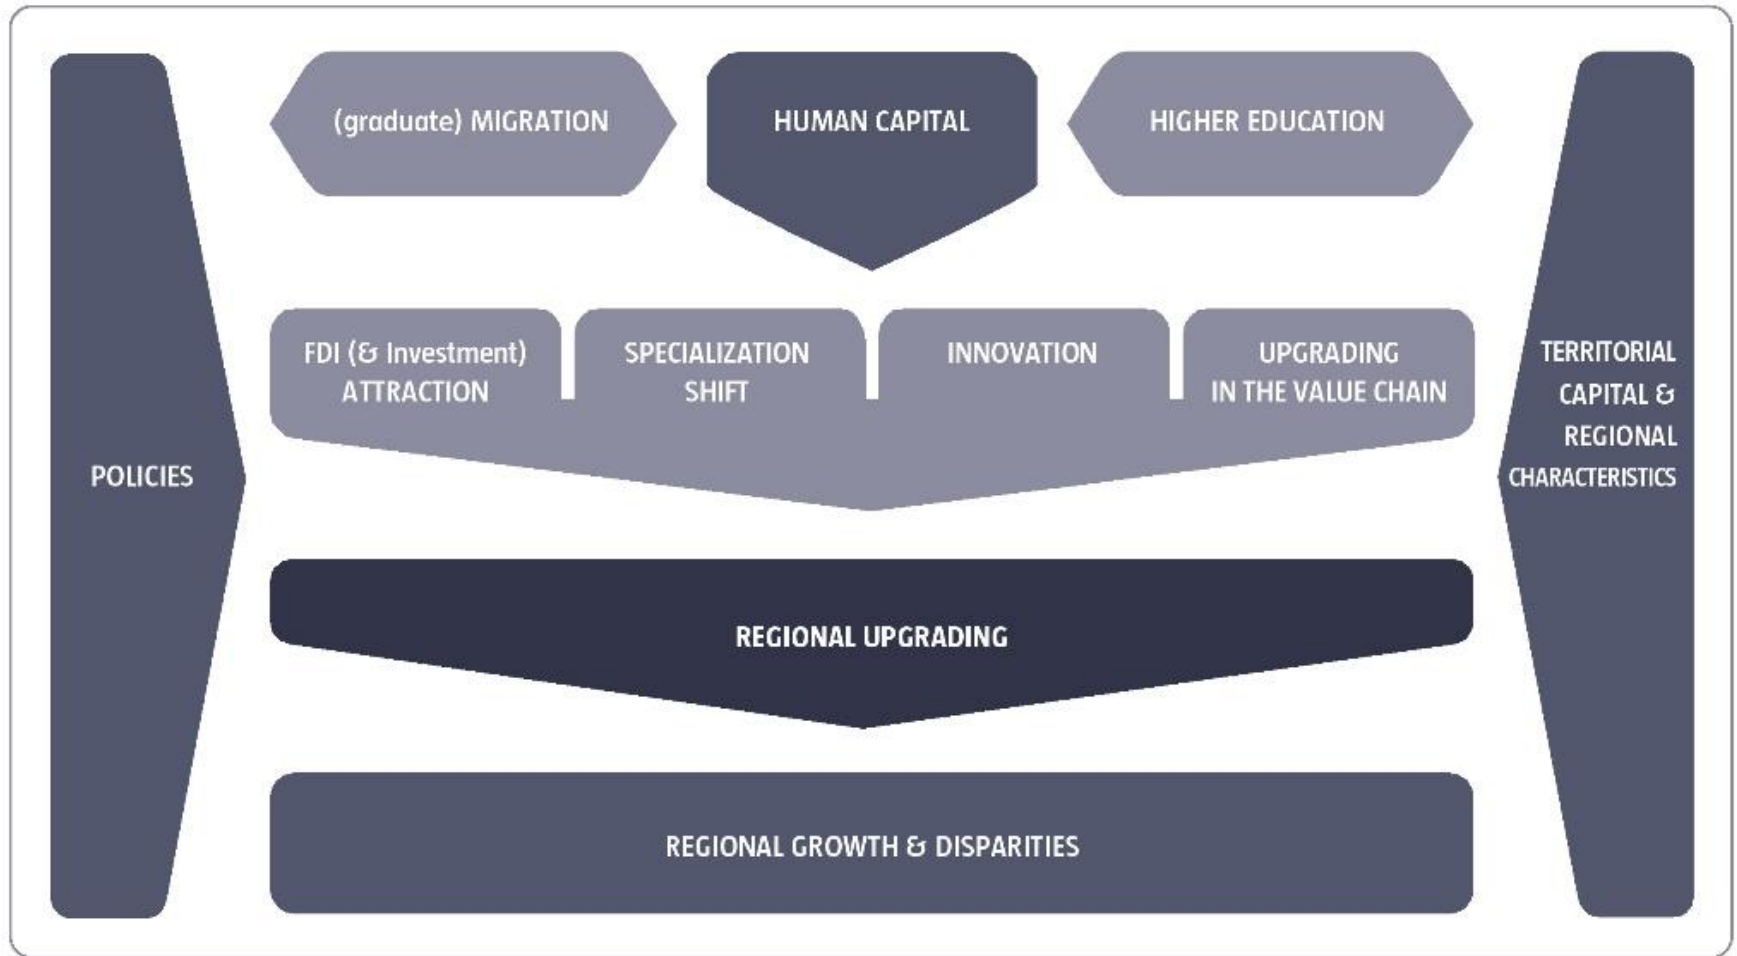 (graduate) MIGRATION
HUMAN CAPITAL
HIGHER EDUCATION
FDI (& Investment)
ATTRACTION
SPECIALIZATION
SHIFT
INNOVATION
UPGRADING
IN THE VALUE CHAIN
POLICIES
TERRITORIAL
CAPITAL &
REGIONAL
CHARACTERISTICS
REGIONAL UPGRADING
REGIONAL GROWTH & DISPARITIES